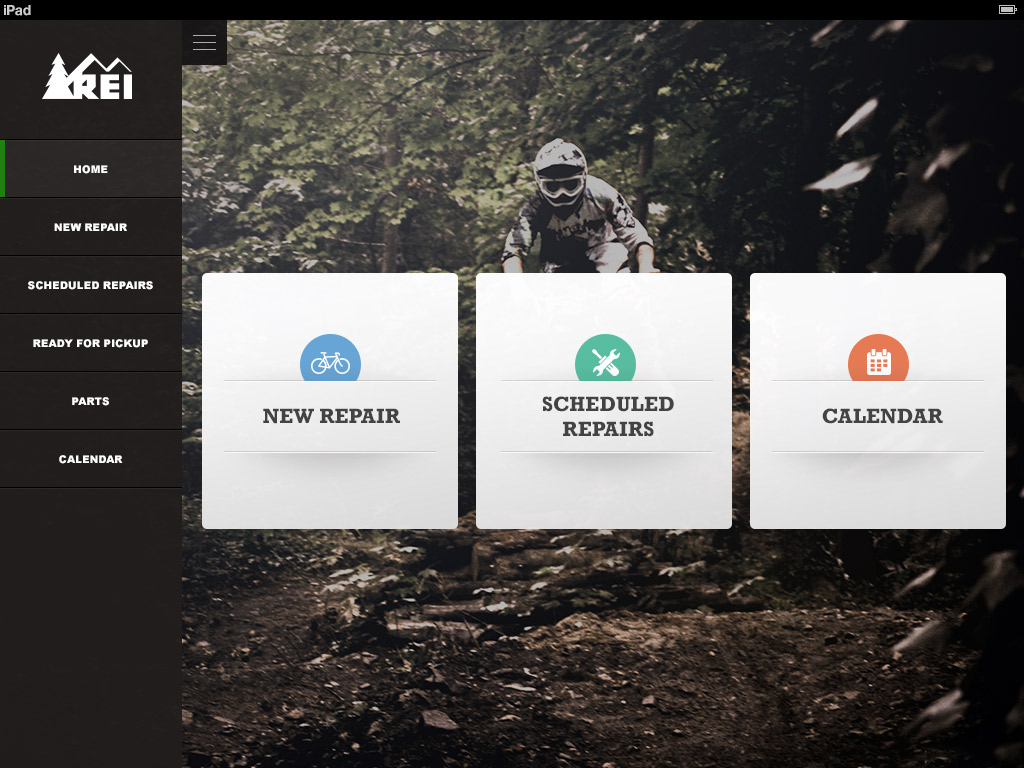 iPad
REI
HOME
NEW REPAIR
SCHEDULED REPAIRS
READY FOR PICKUP
PARTS
CALENDAR
NEW REPAIR
SCHEDULED
REPAIRS
CALENDAR